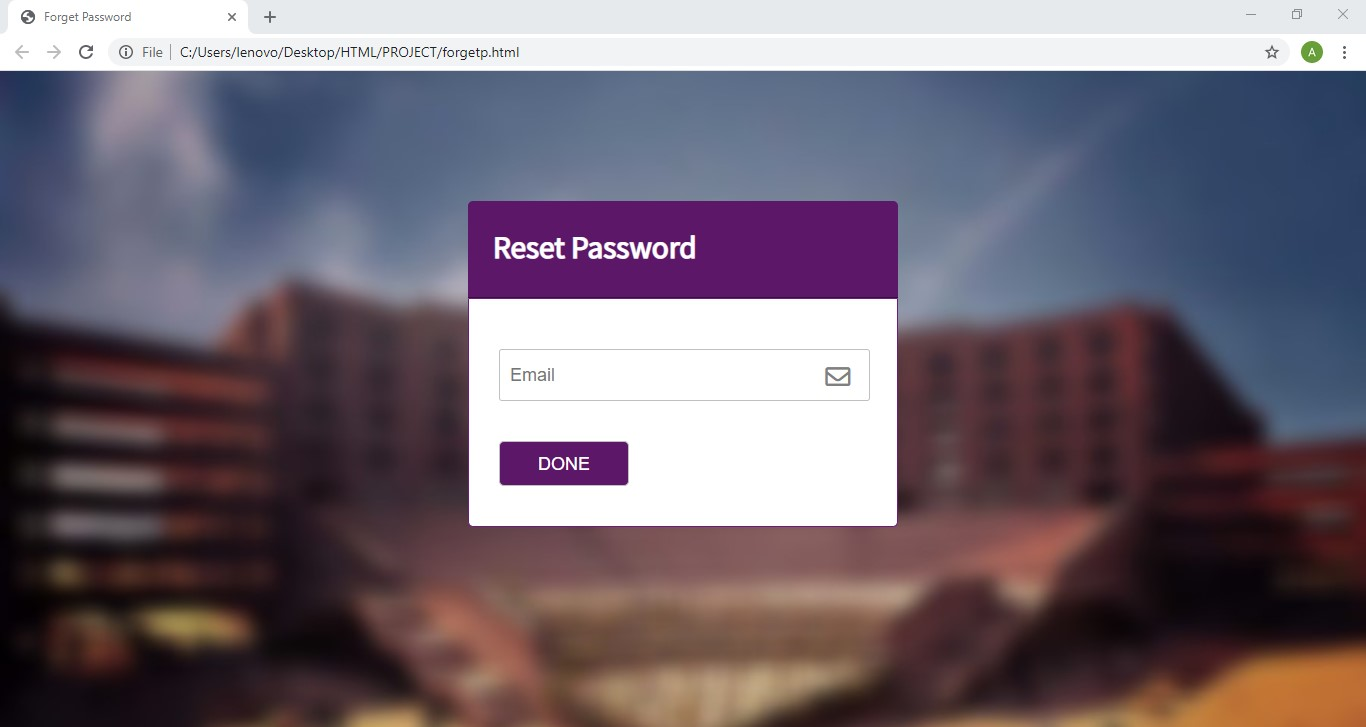 Forget Password
File
C:/Users/lenovo/Desktop/HTML/PROJECT/forgetp.html
A
Reset Password
Email
DONE